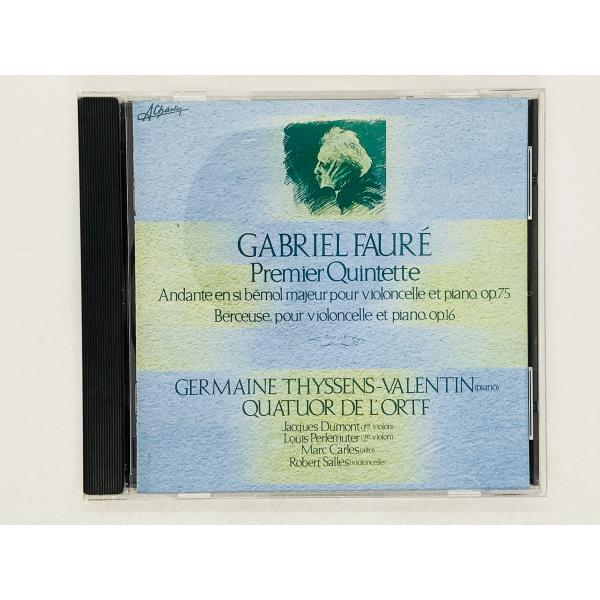 ACharlin
GABRIEL FAURÉ
Premier Quintette
Andante en si bémol majeur pour violoncelle et piano, op.75
Berceuse, pour violoncelle et piano, op.16
GERMAINE THYSSENS-VALENTIN (piano)
QUATUOR DE L'ORTF
Jacques Dumont (1er violon)
Louis Perlemuter (2e violon)
Marc Carles (alto)
Robert Salles (violoncelle)